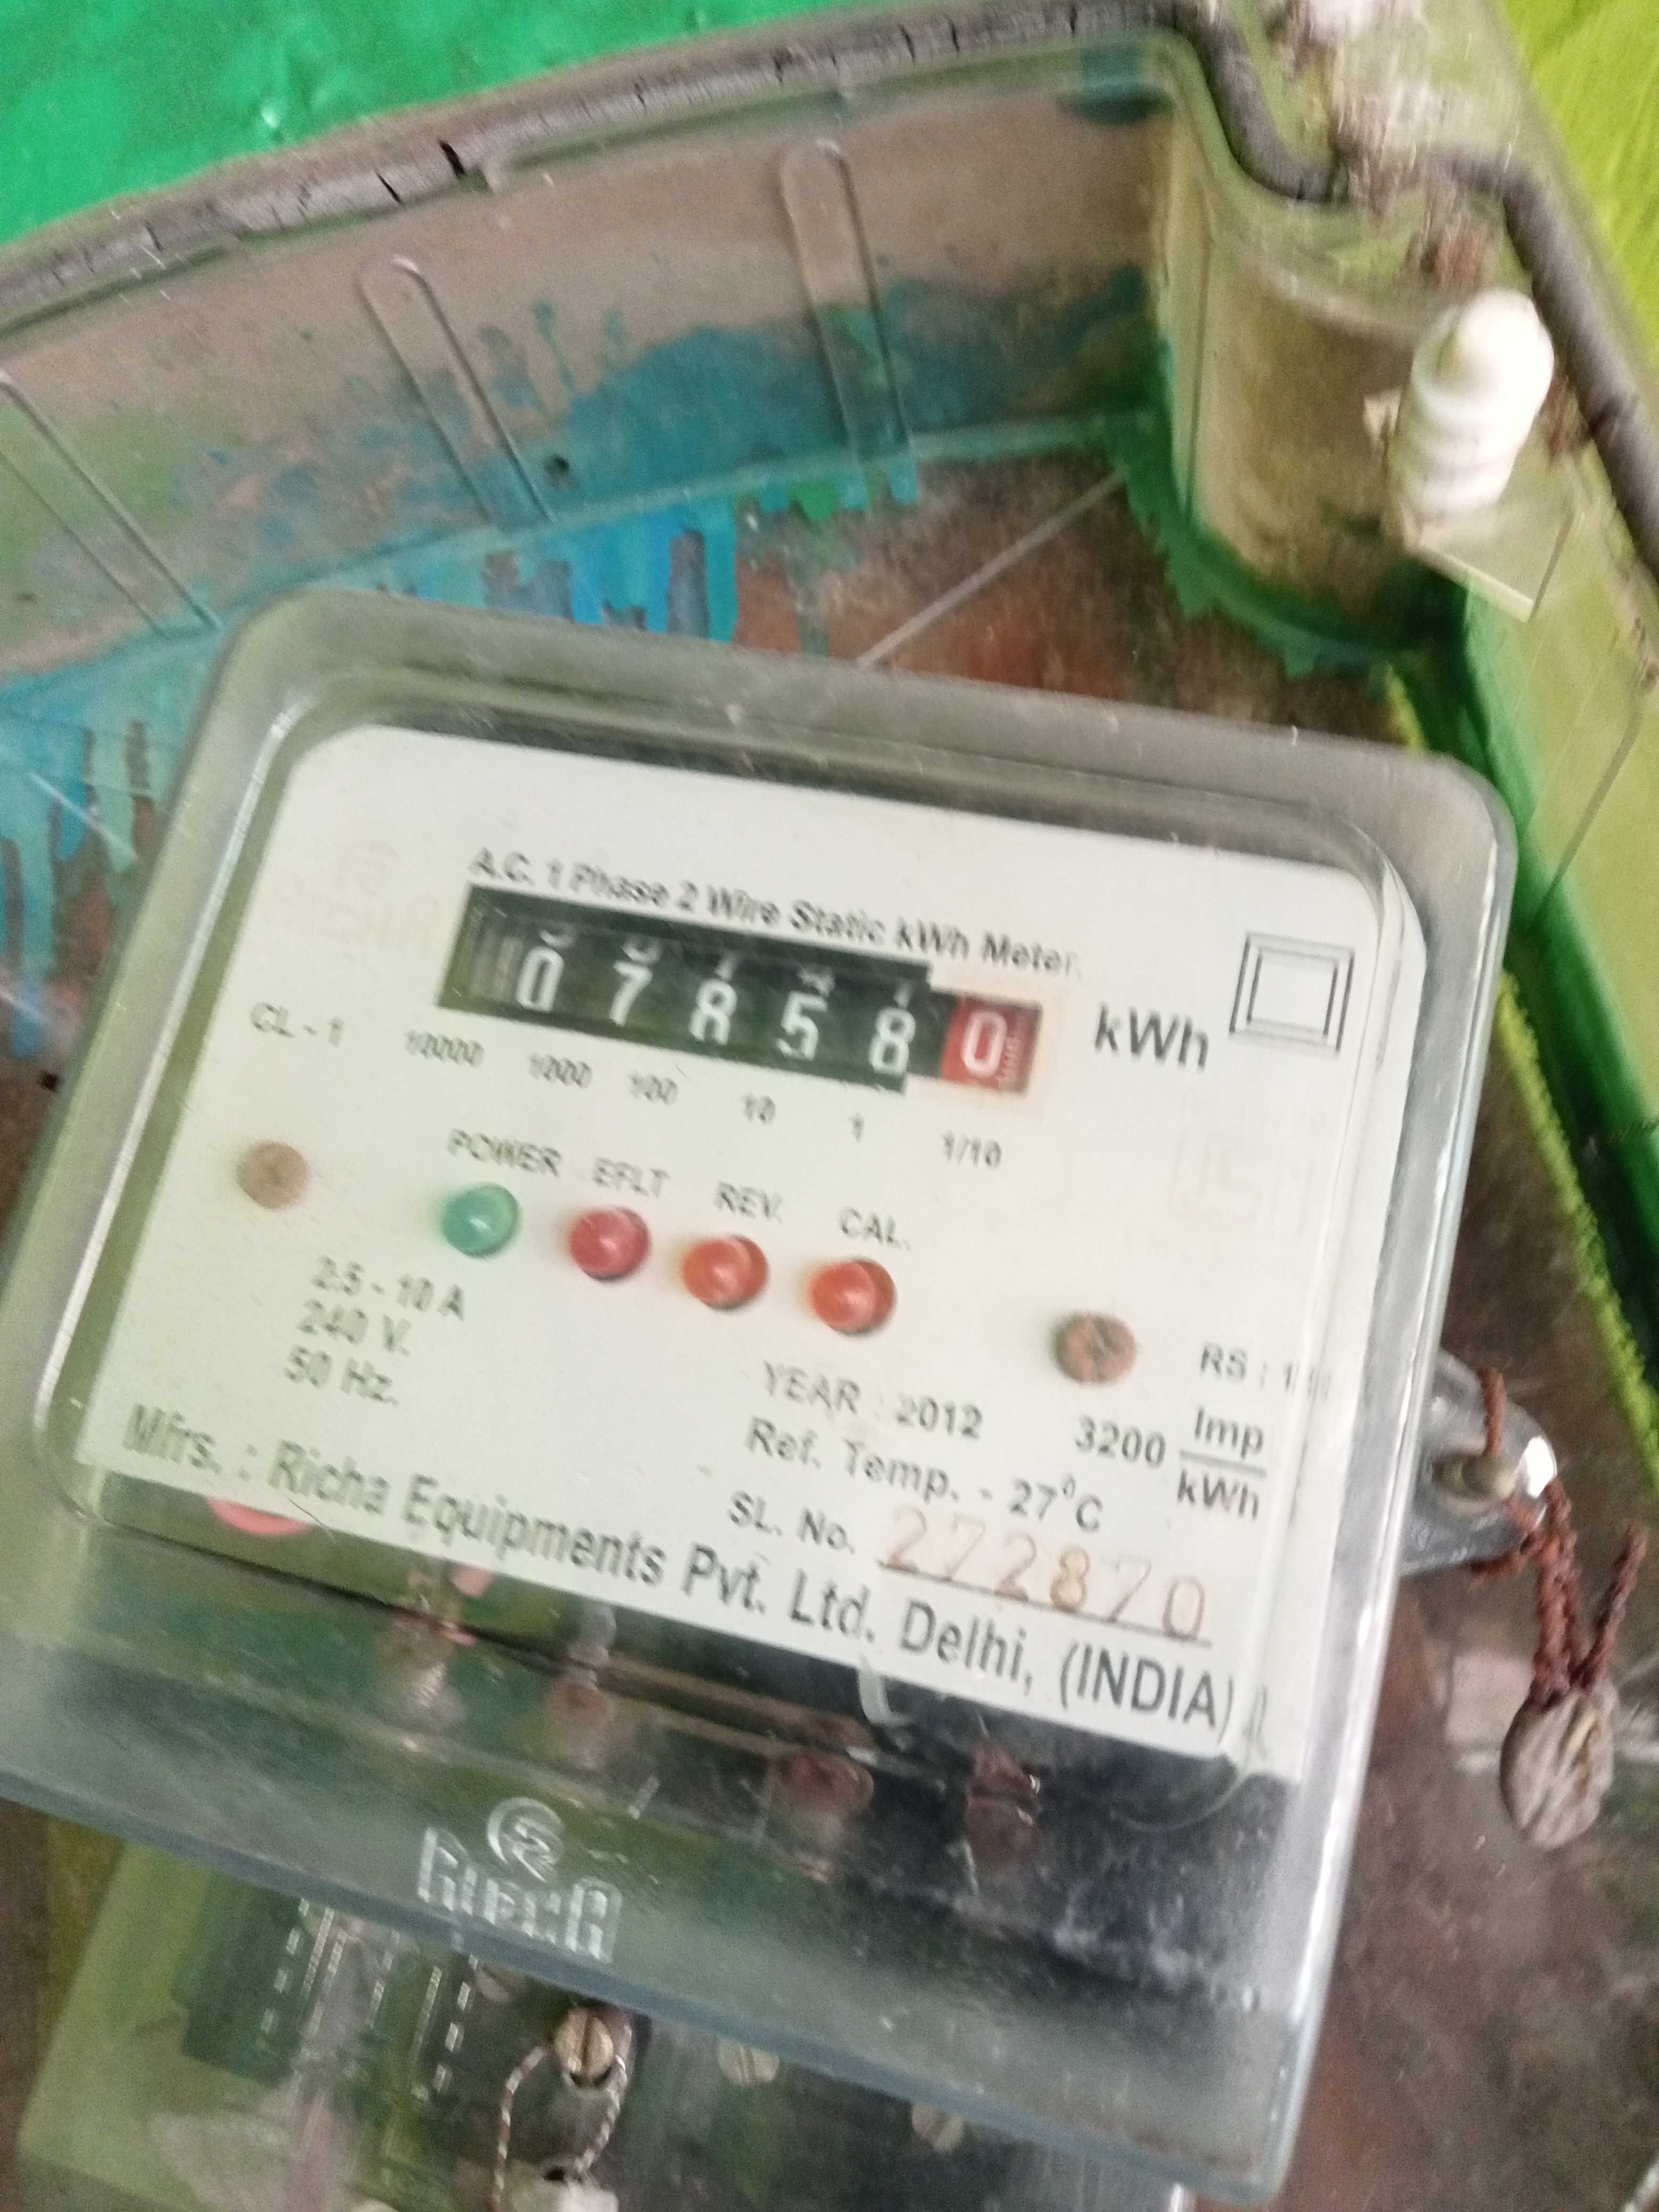 A.C. 1 Phase 2 Wire Static kWh Meter.
0 7 8 5 8 0 kWh
CL - 1
10000 1000 100 10 1 1/10
POWER EFLT REV. CAL.
2.5 - 10 A
240 V.
50 Hz.
YEAR : 2012
Ref. Temp. - 27°C
RS :
3200 Imp
kWh
SL. No. 272870
Mfrs. : Richa Equipments Pvt. Ltd. Delhi, (INDIA)